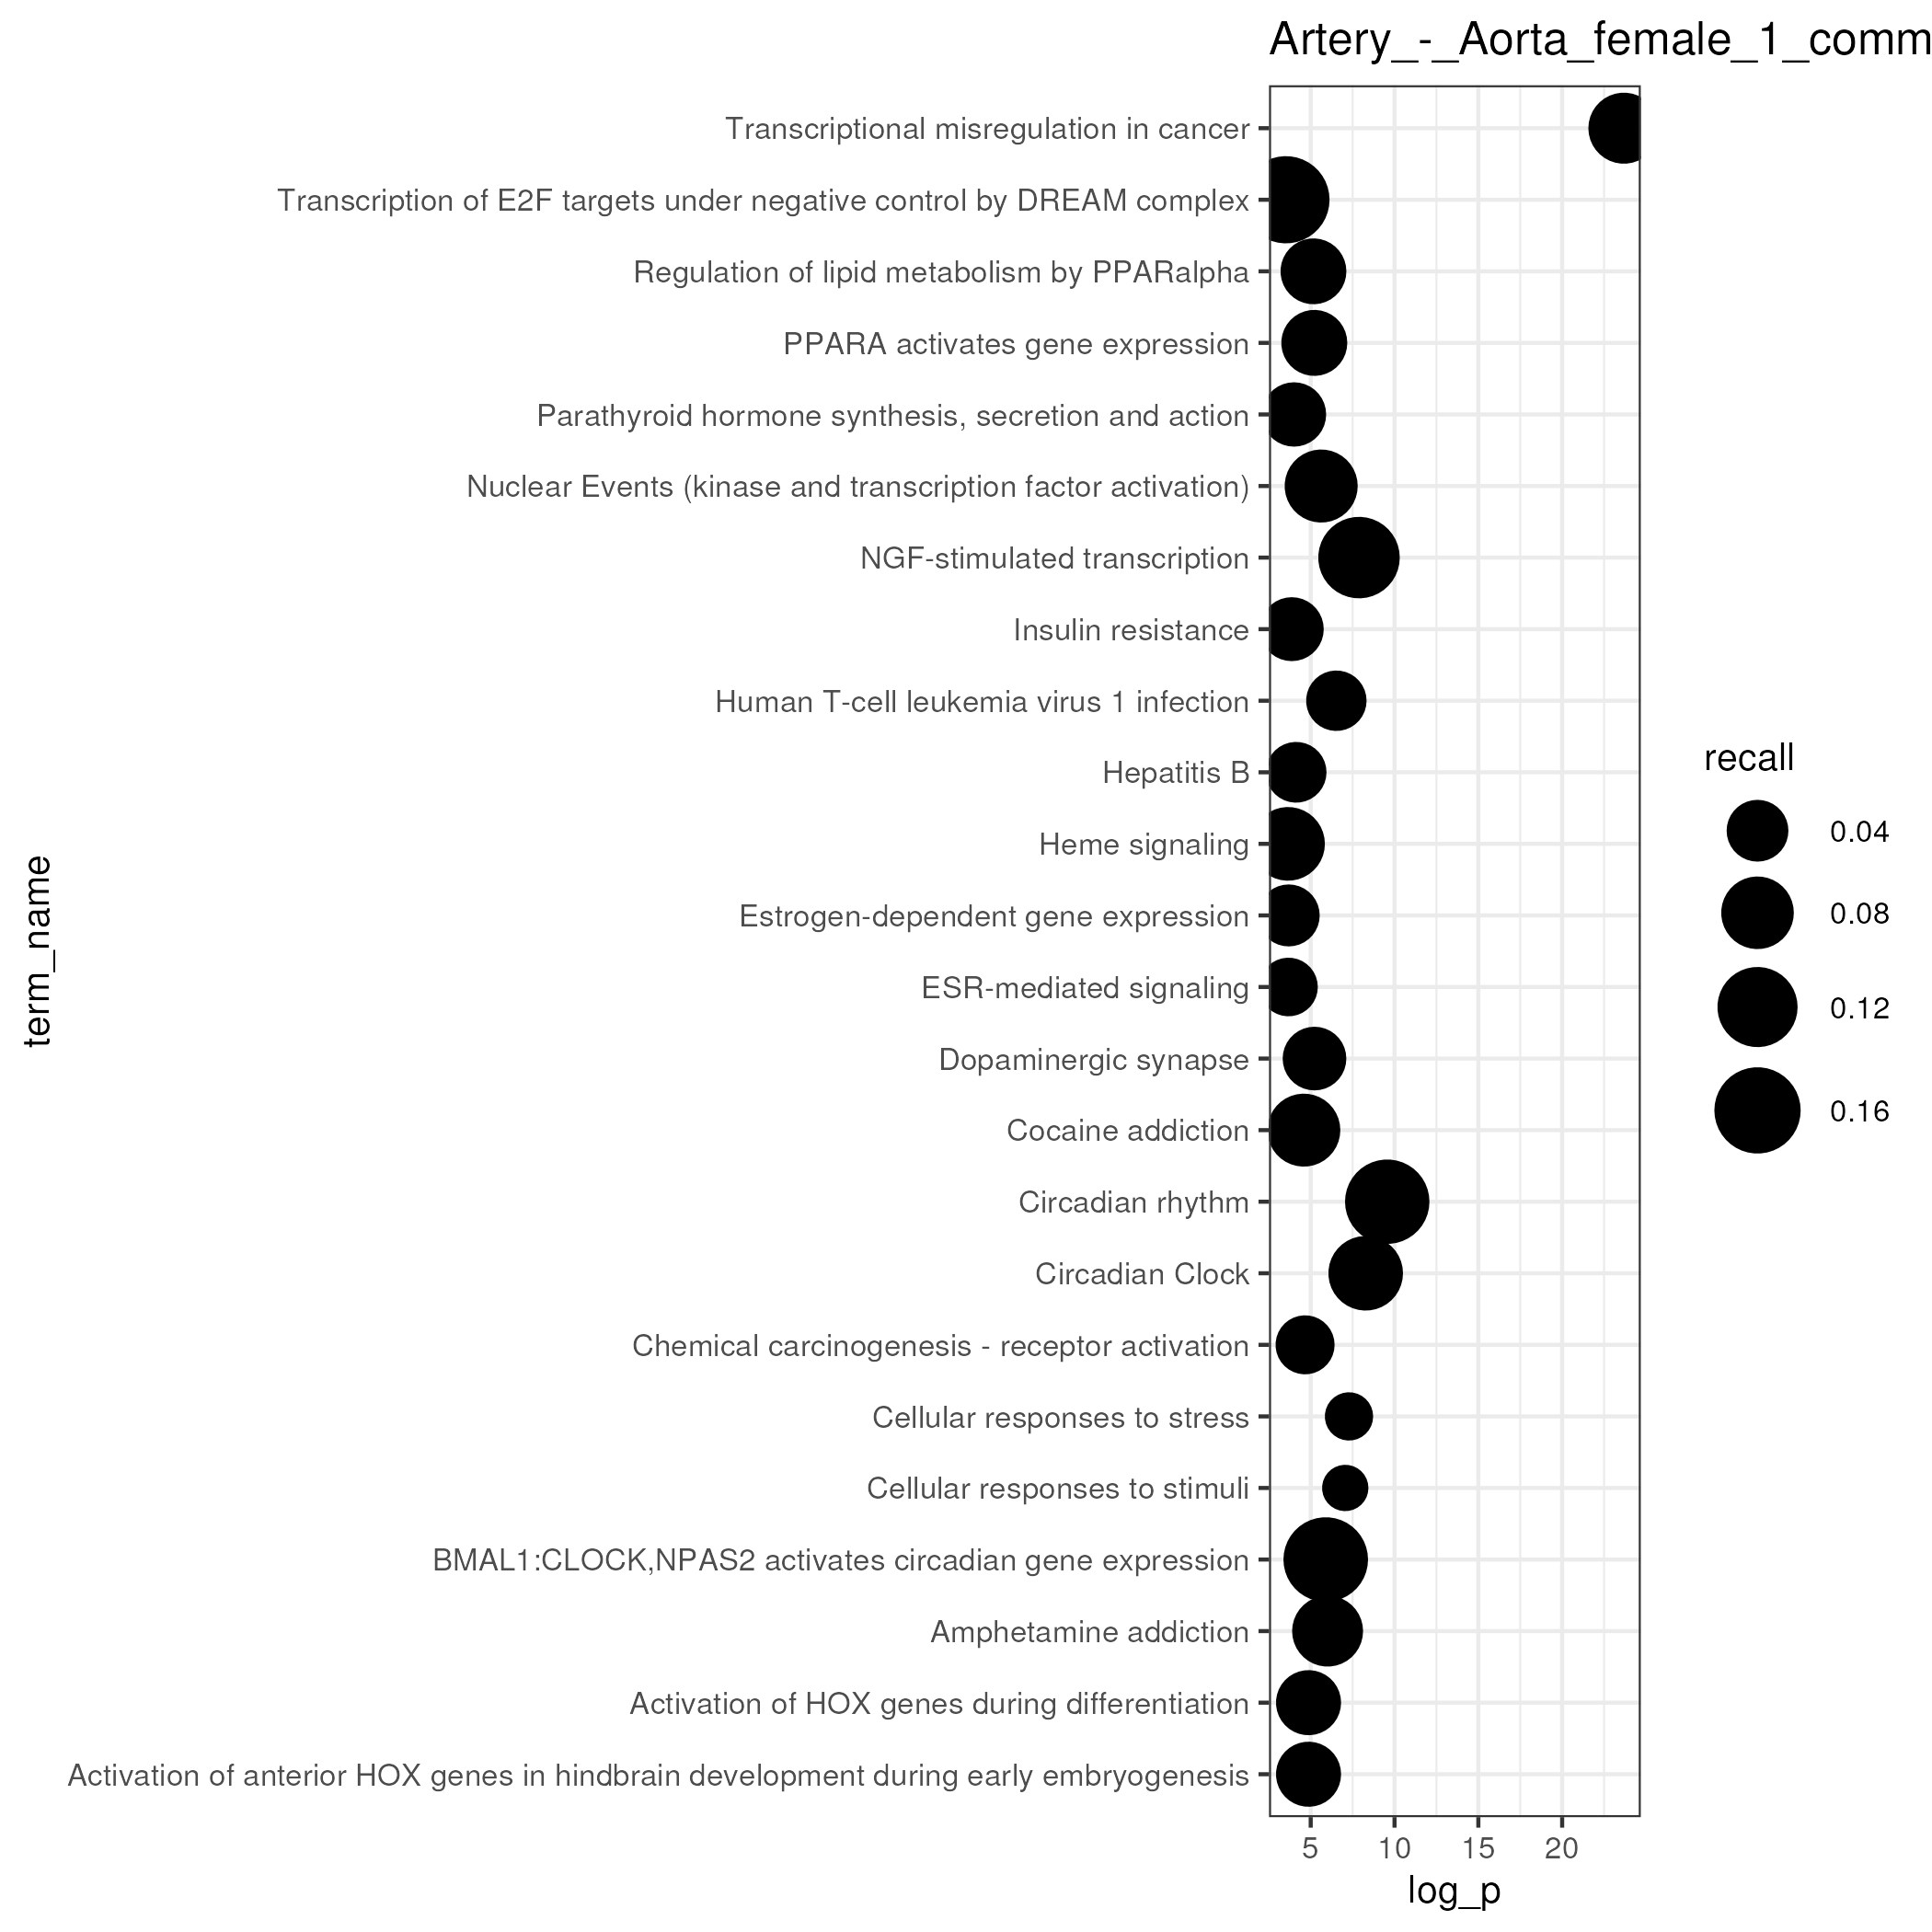 Artery_-_Aorta_female_1_comm
Transcriptional misregulation in cancer
Transcription of E2F targets under negative control by DREAM complex
Regulation of lipid metabolism by PPARalpha
PPARA activates gene expression
Parathyroid hormone synthesis, secretion and action
Nuclear Events (kinase and transcription factor activation)
NGF-stimulated transcription
Insulin resistance
Human T-cell leukemia virus 1 infection
Hepatitis B
Heme signaling
Estrogen-dependent gene expression
ESR-mediated signaling
Dopaminergic synapse
Cocaine addiction
Circadian rhythm
Circadian Clock
Chemical carcinogenesis - receptor activation
Cellular responses to stress
Cellular responses to stimuli
BMAL1:CLOCK,NPAS2 activates circadian gene expression
Amphetamine addiction
Activation of HOX genes during differentiation
Activation of anterior HOX genes in hindbrain development during early embryogenesis
term_name
5 10 15 20
log_p
recall
0.04
0.08
0.12
0.16